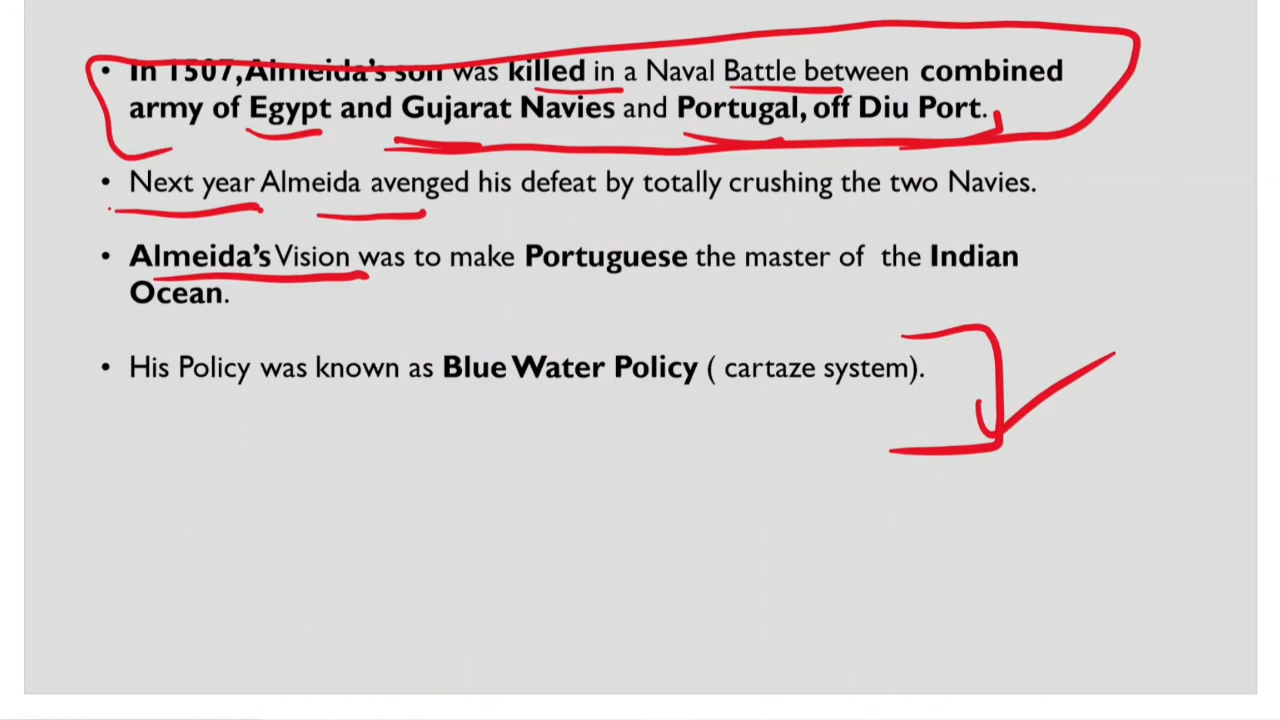 • In 1507, Almeida's son was killed in a Naval Battle between combined
army of Egypt and Gujarat Navies and Portugal, off Diu Port.
• Next year Almeida avenged his defeat by totally crushing the two Navies.
• Almeida's Vision was to make Portuguese the master of the Indian
Ocean.
• His Policy was known as Blue Water Policy ( cartaze system).